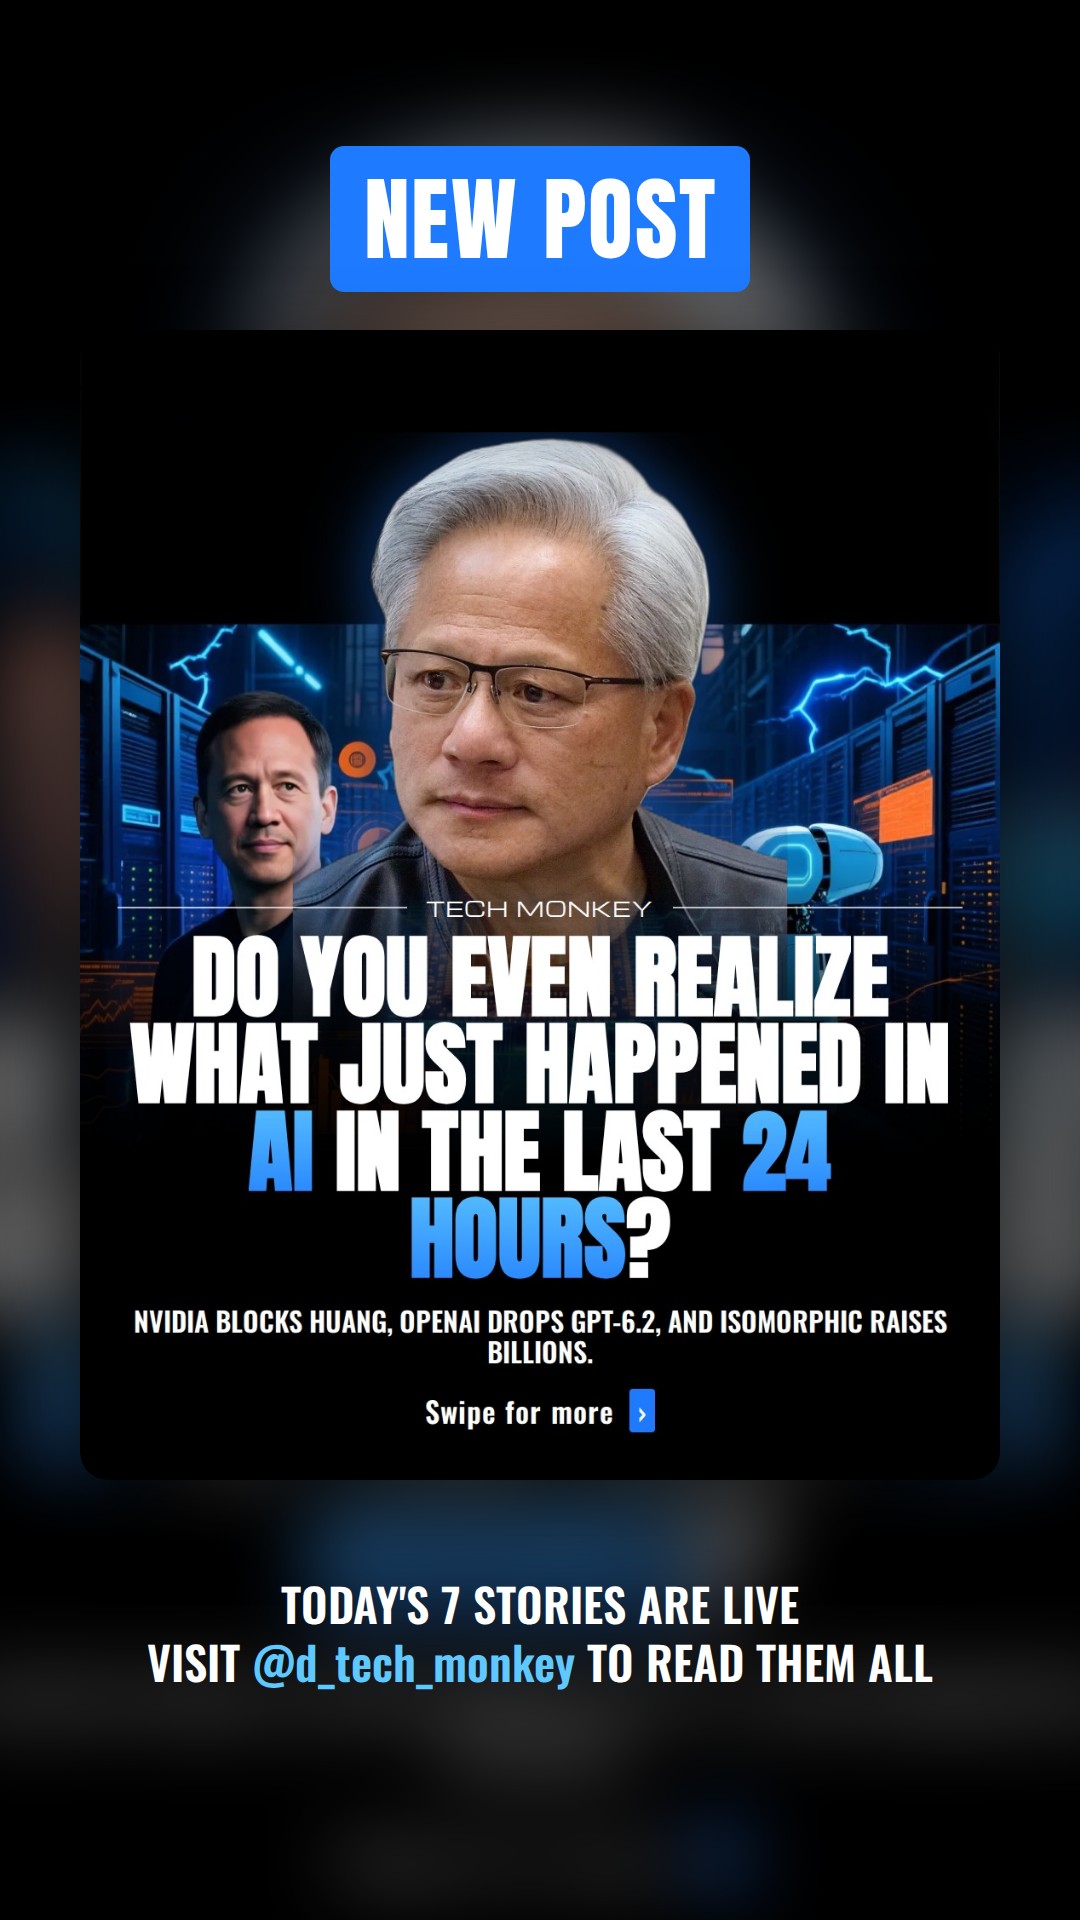 NEW POST
TECH MONKEY
DO YOU EVEN REALIZE
WHAT JUST HAPPENED IN
AI IN THE LAST 24
HOURS?
NVIDIA BLOCKS HUANG, OPENAI DROPS GPT-6.2, AND ISOMORPHIC RAISES
BILLIONS.
Swipe for more ›
TODAY'S 7 STORIES ARE LIVE
VISIT @d_tech_monkey TO READ THEM ALL